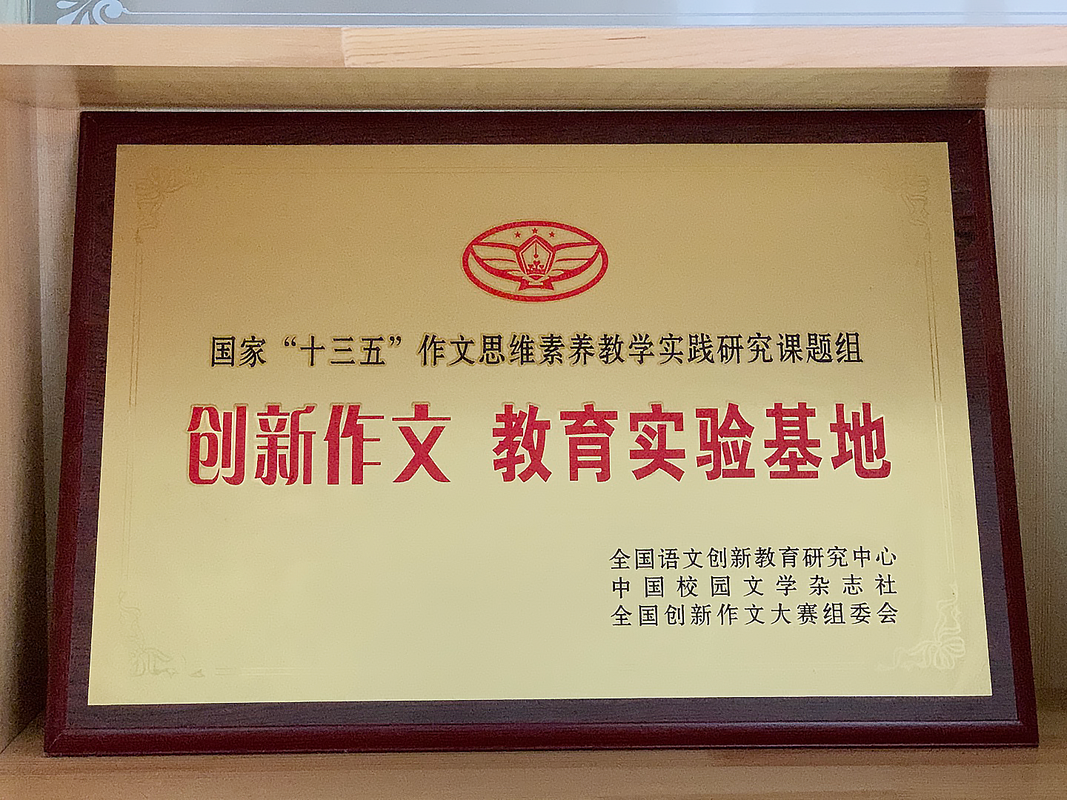 国家“十三五”作文思维素养教学实践研究课题组
创新作文 教育实验基地
全国语文创新教育研究中心
中国校园文学杂志社
全国创新作文大赛组委会